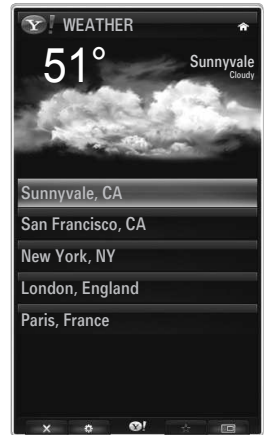 Y! WEATHER
51°
Sunnyvale
Cloudy
Sunnyvale, CA
San Francisco, CA
New York, NY
London, England
Paris, France
Y!